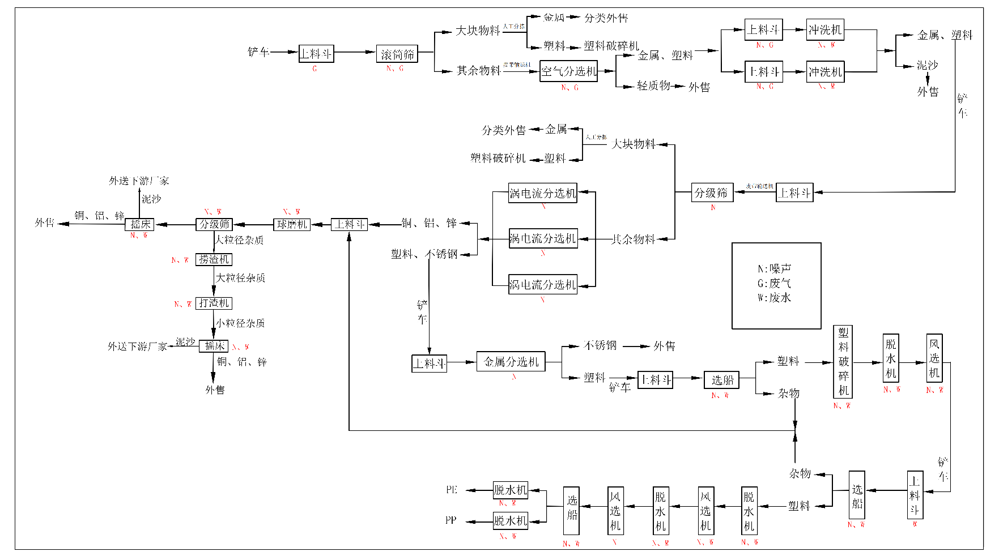 铲车
上料斗
G
滚筒筛
N、G
大块物料
人工分拣
金属
分类外售
塑料
塑料破碎机
其余物料
皮带输送机
空气分选机
N、G
金属、塑料
轻质物
外售
上料斗
N、G
冲洗机
N、W
上料斗
N、G
冲洗机
N、W
金属、塑料
泥沙
外售
铲车
上料斗
皮带输送机
分级筛
N
大块物料
人工分拣
金属
分类外售
塑料
塑料破碎机
其余物料
涡电流分选机
N
涡电流分选机
N
涡电流分选机
N
铜、铝、锌
塑料、不锈钢
上料斗
球磨机
N、W
分级筛
N、W
摇床
N、W
泥沙
外送下游厂家
铜、铝、锌
外售
大粒径杂质
捞渣机
N、W
大粒径杂质
打渣机
N、W
小粒径杂质
摇床
N、W
泥沙
外送下游厂家
铜、铝、锌
外售
铲车
上料斗
金属分选机
N
不锈钢
外售
塑料
铲车
上料斗
选船
N、W
塑料
杂物
塑料破碎机
N、W
脱水机
N、W
风选机
N、W
铲车
上料斗
W
选船
N、W
杂物
塑料
脱水机
N、W
风选机
N、W
脱水机
N、W
风选机
N
选船
N、W
脱水机
N、W
PE
脱水机
N、W
PP
N:噪声
G:废气
W:废水